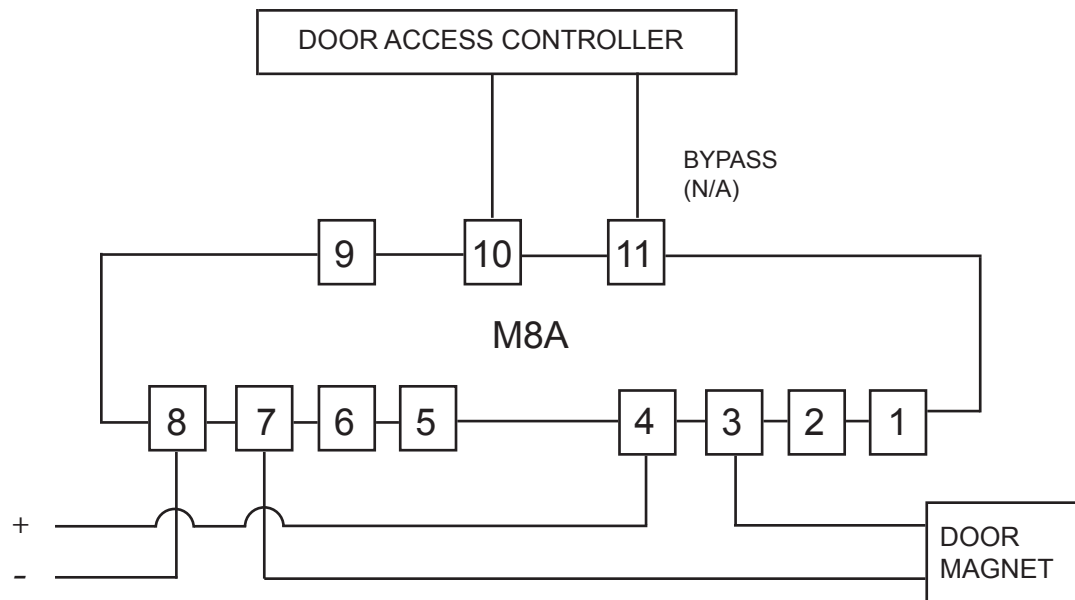 DOOR ACCESS CONTROLLER
BYPASS
(N/A)
9 10 11
M8A
8 7 6 5 4 3 2 1
+
-
DOOR
MAGNET